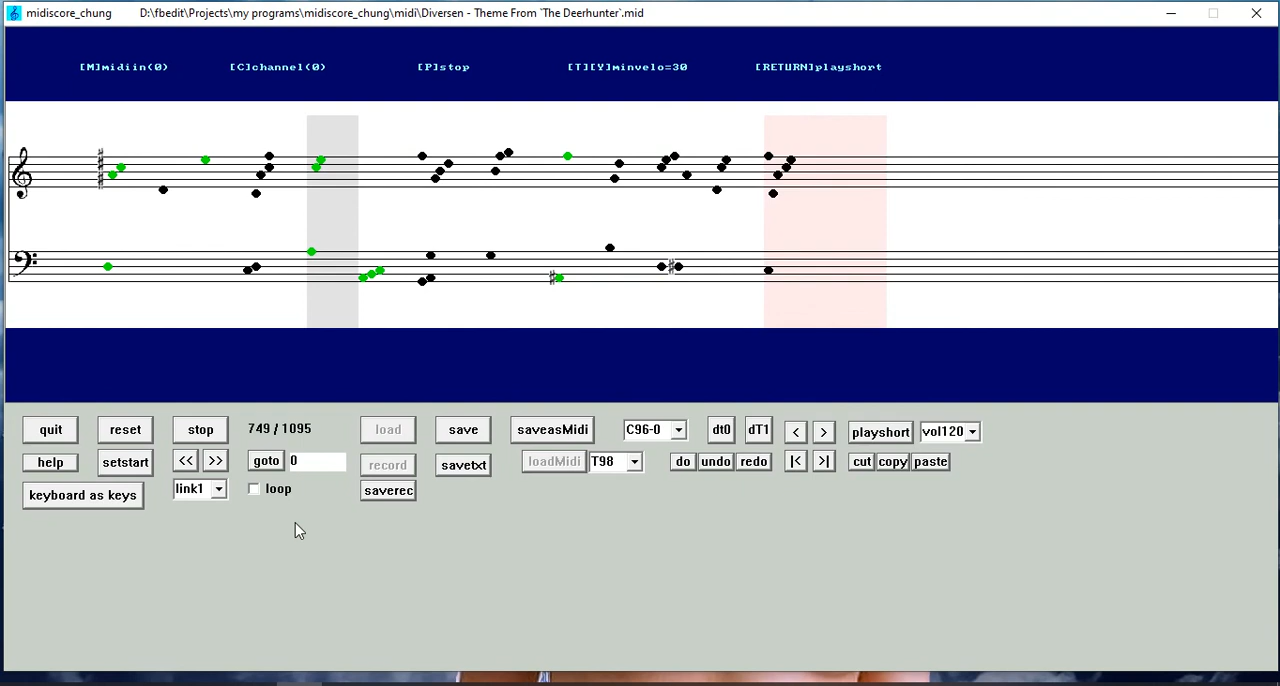 midiscore_chung D:\fbedit\Projects\my programs\midiscore_chung\midi\Diversen - Theme From `The Deerhunter`.mid
[M]midiin(0) [C]channel(0) [P]stop [T][Y]minvelo=30 [RETURN]playshort
quit reset stop 749 / 1095 load save saveasMidi C96-0 dt0 dT1 < > playshort vol120
help setstart << >> goto 0 record savetxt loadMidi T98 do undo redo |< >| cut copy paste
keyboard as keys link1 loop saverec